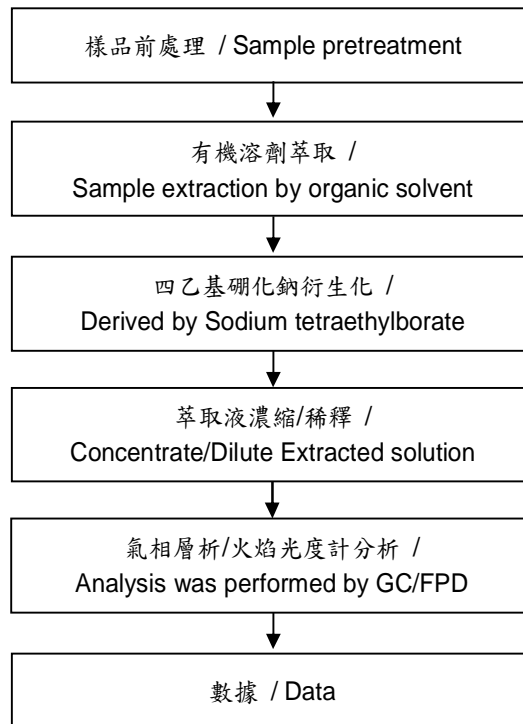 樣品前處理 / Sample pretreatment
有機溶劑萃取 /
Sample extraction by organic solvent
四乙基硼化鈉衍生化 /
Derived by Sodium tetraethylborate
萃取液濃縮/稀釋 /
Concentrate/Dilute Extracted solution
氣相層析/火焰光度計分析 /
Analysis was performed by GC/FPD
數據 / Data